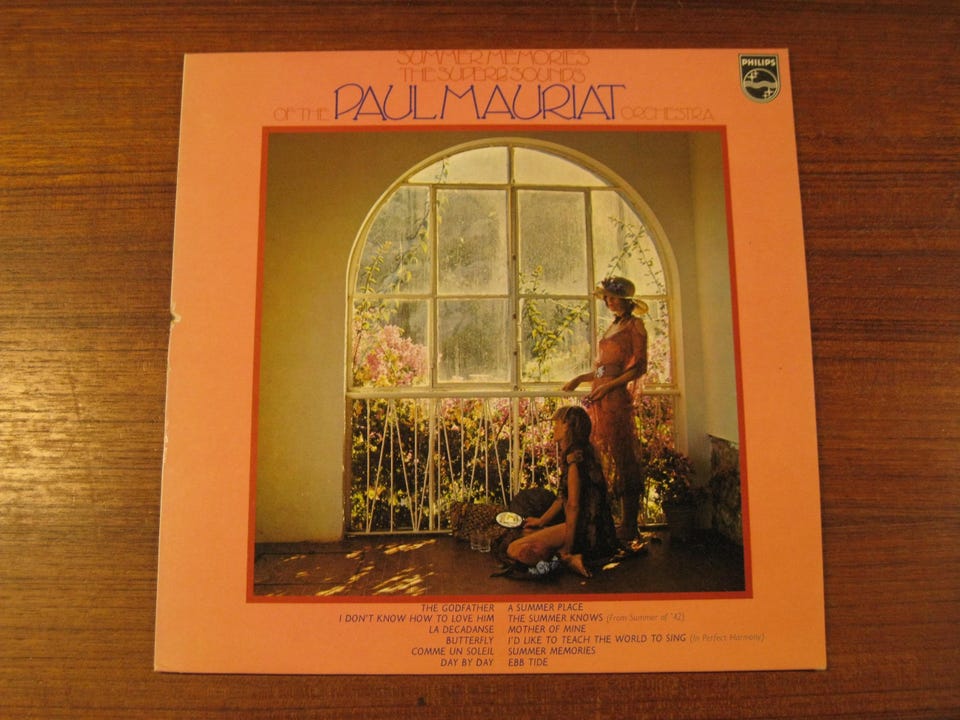 SUMMER MEMORIES
THE SUPERB SOUNDS
OF THE PAUL MAURIAT ORCHESTRA
PHILIPS
THE GODFATHER
I DON'T KNOW HOW TO LOVE HIM
LA DECADANSE
BUTTERFLY
COMME UN SOLEIL
DAY BY DAY
A SUMMER PLACE
THE SUMMER KNOWS (From Summer of '42)
MOTHER OF MINE
I'D LIKE TO TEACH THE WORLD TO SING (In Perfect Harmony)
SUMMER MEMORIES
EBB TIDE